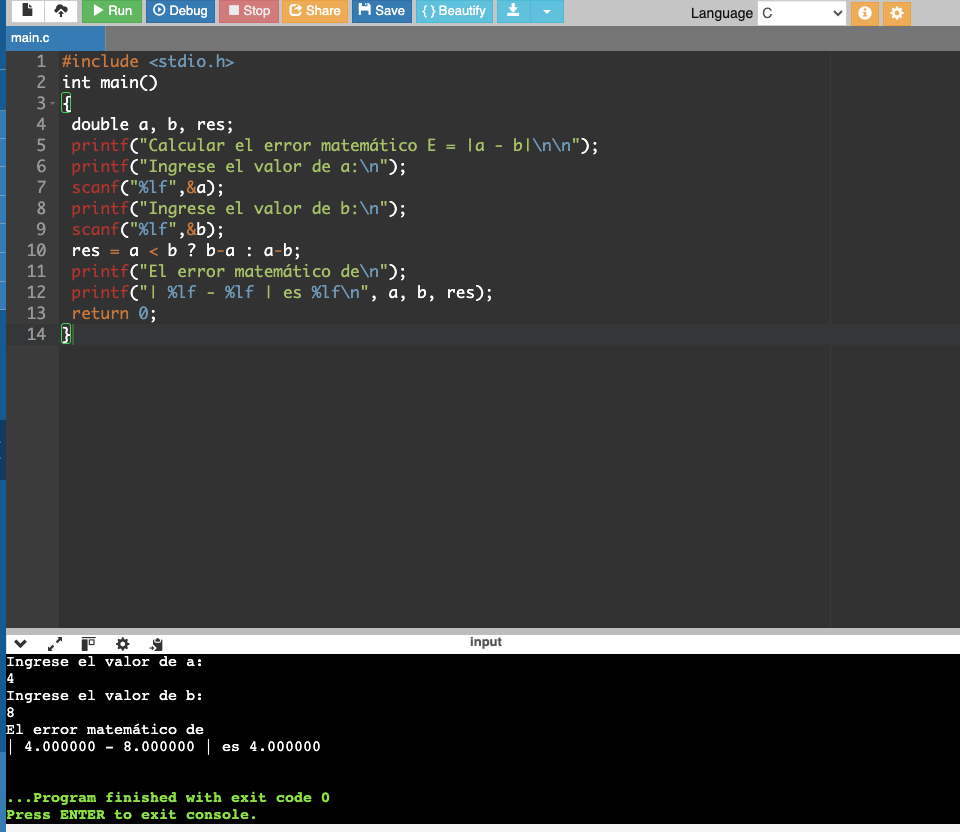 Run Debug Stop Share Save { } Beautify Language C
main.c
1 #include <stdio.h>
2 int main()
3 {
4 double a, b, res;
5 printf("Calcular el error matemático E = |a - b|\n\n");
6 printf("Ingrese el valor de a:\n");
7 scanf("%lf",&a);
8 printf("Ingrese el valor de b:\n");
9 scanf("%lf",&b);
10 res = a < b ? b-a : a-b;
11 printf("El error matemático de\n");
12 printf("| %lf - %lf | es %lf\n", a, b, res);
13 return 0;
14 }
input
Ingrese el valor de a:
4
Ingrese el valor de b:
8
El error matemático de
| 4.000000 - 8.000000 | es 4.000000
...Program finished with exit code 0
Press ENTER to exit console.